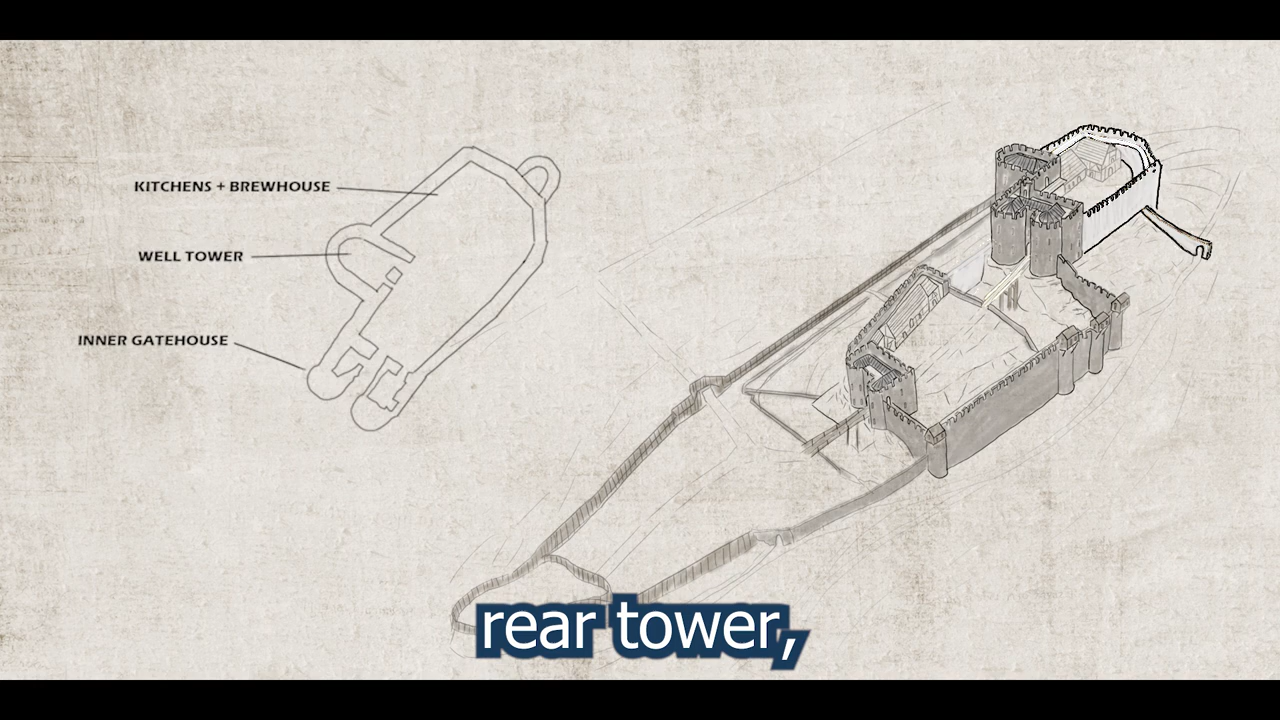 KITCHENS + BREWHOUSE
WELL TOWER
INNER GATEHOUSE
rear tower,